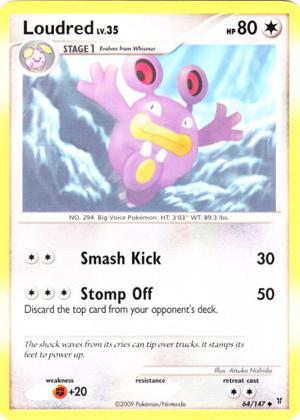 Loudred LV.35
HP 80
STAGE 1 Evolves from Whismur
NO. 294 Big Voice Pokémon HT: 3'03" WT: 89.3 lbs.
Smash Kick 30
Stomp Off 50
Discard the top card from your opponent's deck.
The shock waves from its cries can tip over trucks. It stamps its
feet to power up.
Illus. Atsuko Nishida
weakness resistance retreat cost
+20
64/147
©2009 Pokémon/Nintendo